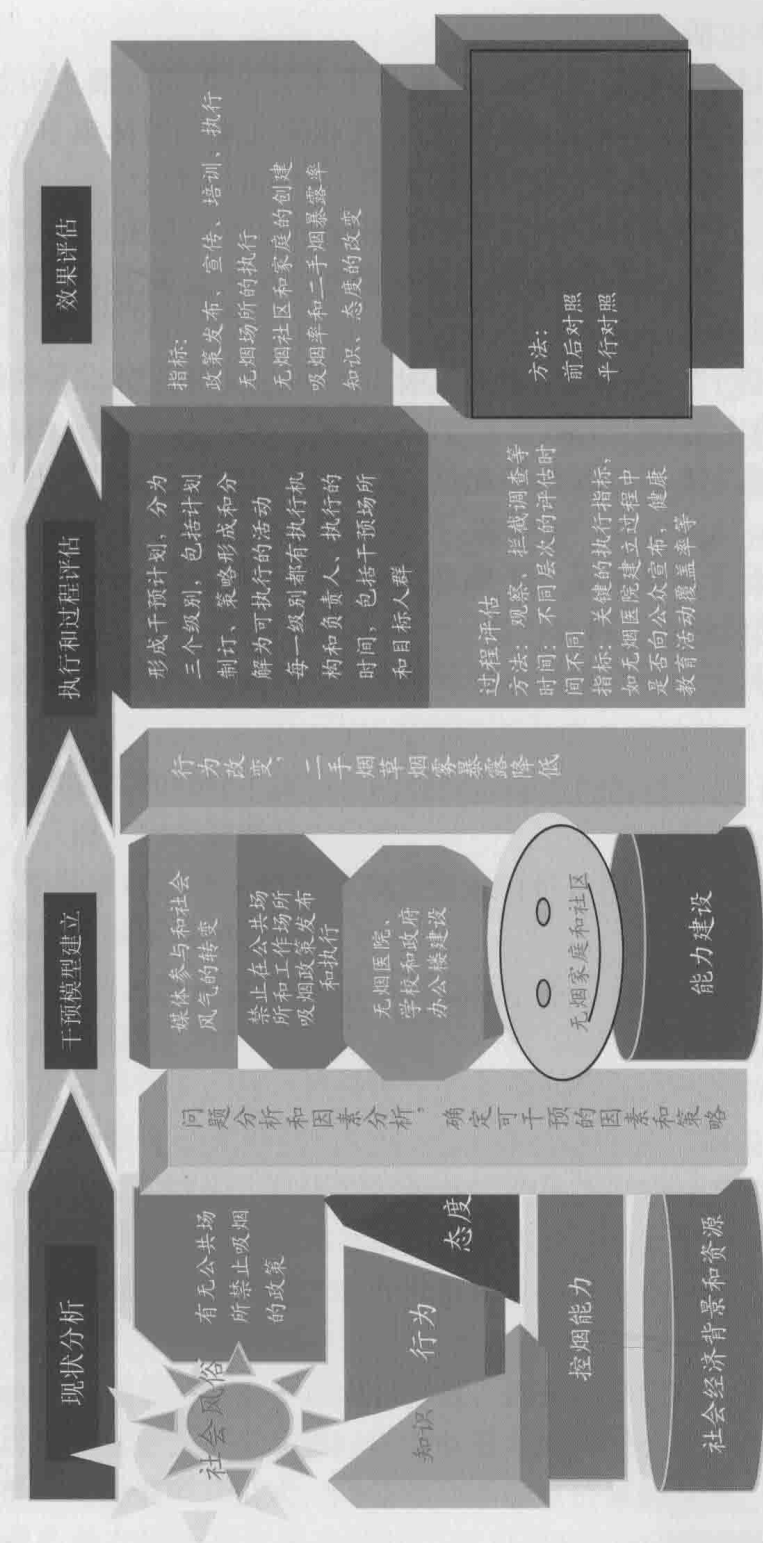 现状分析
社会风俗
有无公共场
所禁止吸烟
的政策
知识
行为
态度
控烟能力
社会经济背景和资源
问题分析和因素分析，确定可干预的因素和策略
干预模型建立
媒体参与和社会
风气的转变
禁止在公共场
所和工作场所
吸烟政策发布
和执行
无烟医院、
学校和政府
办公楼建设
无烟家庭和社区
能力建设
行为改变，二手烟草烟雾暴露降低
执行和过程评估
形成干预计划，分为
三个级别，包括计划
制订、策略形成和分
解为可执行的活动
每一级别都有执行机
构和负责人、执行的
时间，包括干预场所
和目标人群
过程评估
方法：观察、拦截调查等
时间：不同层次的评估时
间不同
指标：关键的执行指标，
如无烟医院建立过程中
是否向公众宣布，健康
教育活动覆盖率等
效果评估
指标：
政策发布、宣传、培训、执行
无烟场所的执行
无烟社区和家庭的创建
吸烟率和二手烟暴露率
知识、态度的改变
方法：
前后对照
平行对照